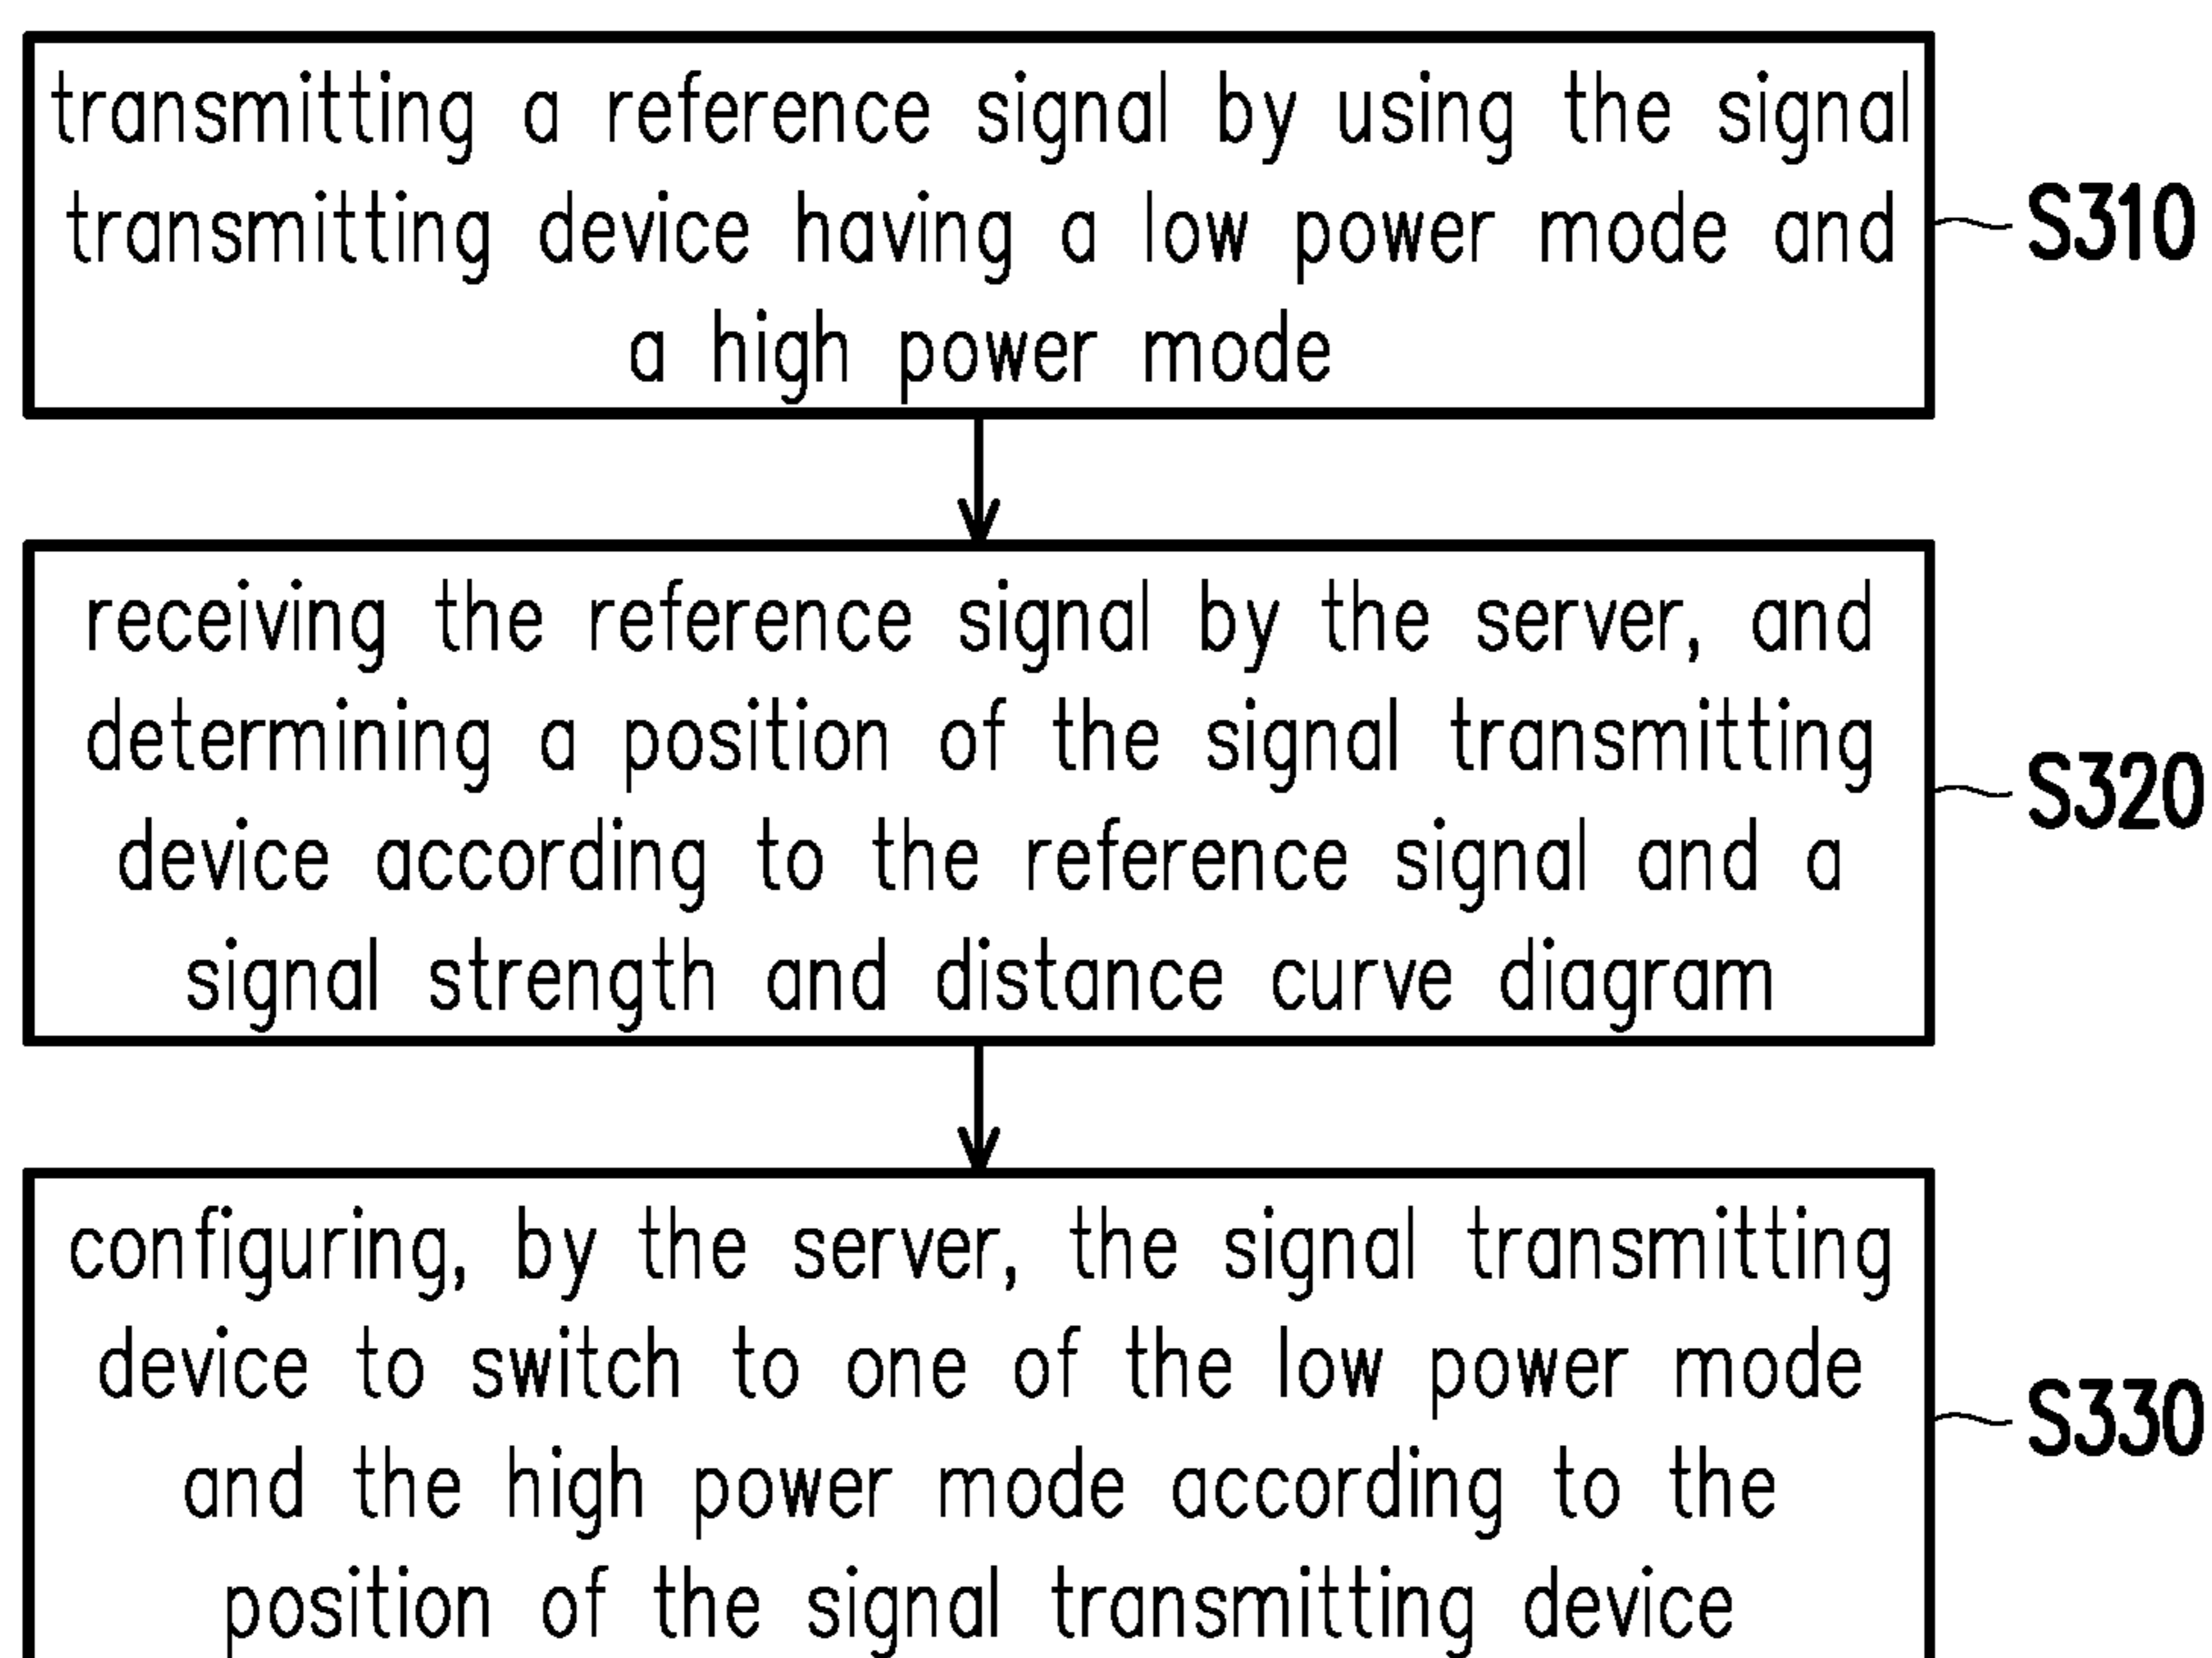 transmitting a reference signal by using the signal
transmitting device having a low power mode and
a high power mode
S310
receiving the reference signal by the server, and
determining a position of the signal transmitting
device according to the reference signal and a
signal strength and distance curve diagram
S320
configuring, by the server, the signal transmitting
device to switch to one of the low power mode
and the high power mode according to the
position of the signal transmitting device
S330